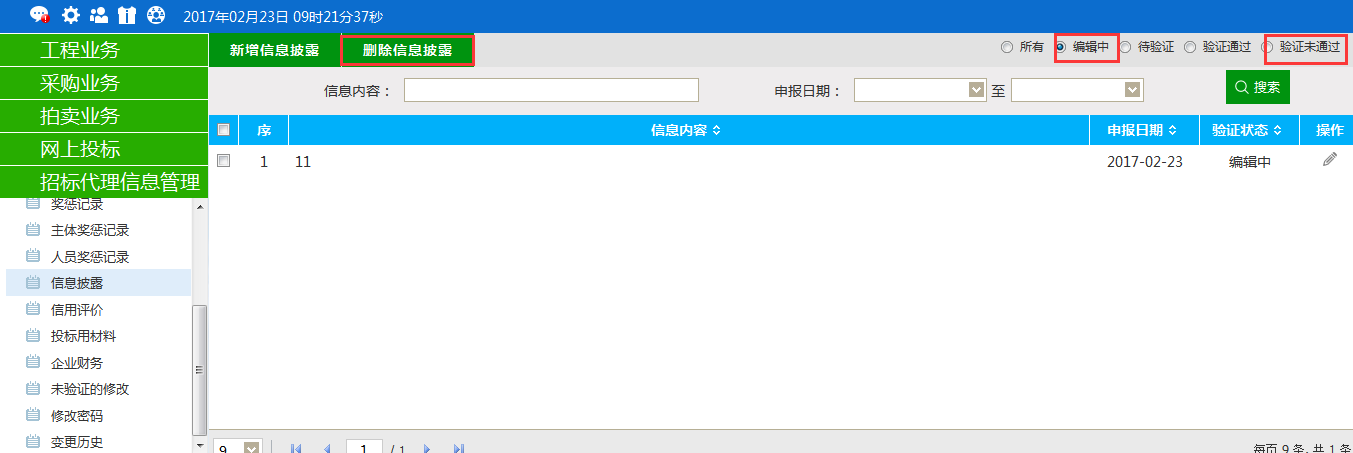 2017年02月23日 09时21分37秒
工程业务
采购业务
拍卖业务
网上投标
招标代理信息管理
奖惩记录
主体奖惩记录
人员奖惩记录
信息披露
信用评价
投标用材料
企业财务
未验证的修改
修改密码
变更历史
新增信息披露 删除信息披露 所有 编辑中 待验证 验证通过 验证未通过
信息内容： 申报日期： 至 搜索
序 信息内容 申报日期 验证状态 操作
1 11 2017-02-23 编辑中
9 1 / 1 每页 9 条, 共 1 条